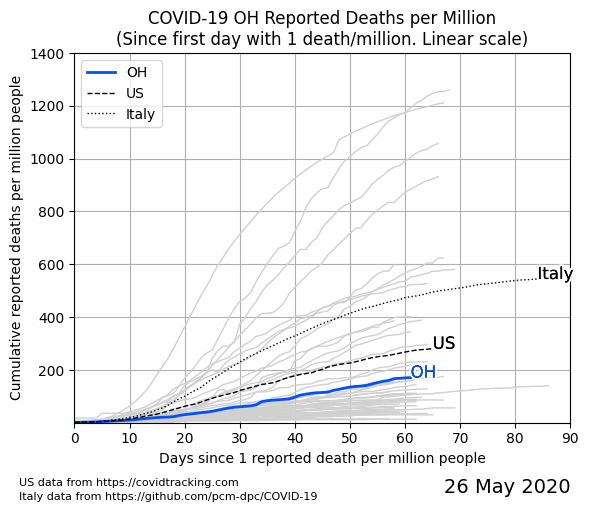 COVID-19 OH Reported Deaths per Million
(Since first day with 1 death/million. Linear scale)
1400
1200
1000
800
600
400
200
OH
US
Italy
Italy
US
OH
Cumulative reported deaths per million people
0 10 20 30 40 50 60 70 80 90
Days since 1 reported death per million people
US data from https://covidtracking.com
Italy data from https://github.com/pcm-dpc/COVID-19
26 May 2020